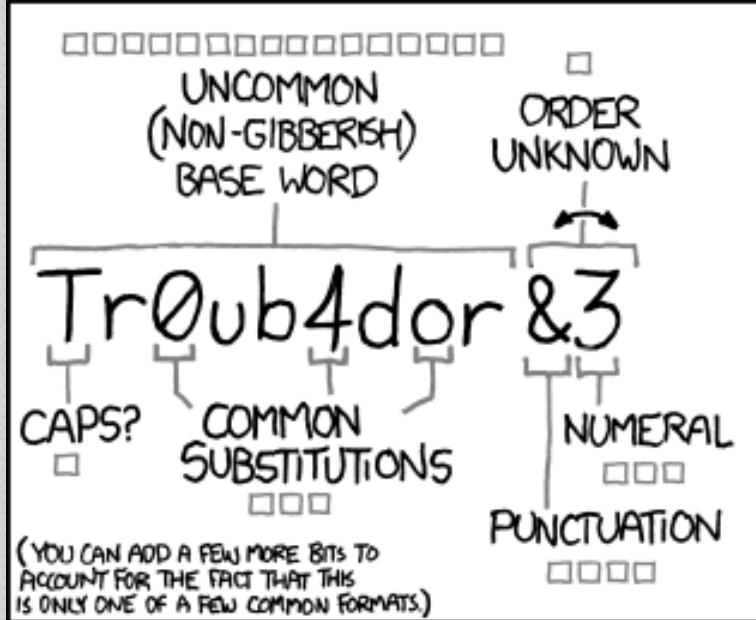 UNCOMMON
(NON-GIBBERISH)
BASE WORD
ORDER
UNKNOWN
Tr0ub4dor &3
CAPS?
COMMON
SUBSTITUTIONS
NUMERAL
PUNCTUATION
(YOU CAN ADD A FEW MORE BITS TO
ACCOUNT FOR THE FACT THAT THIS
IS ONLY ONE OF A FEW COMMON FORMATS.)